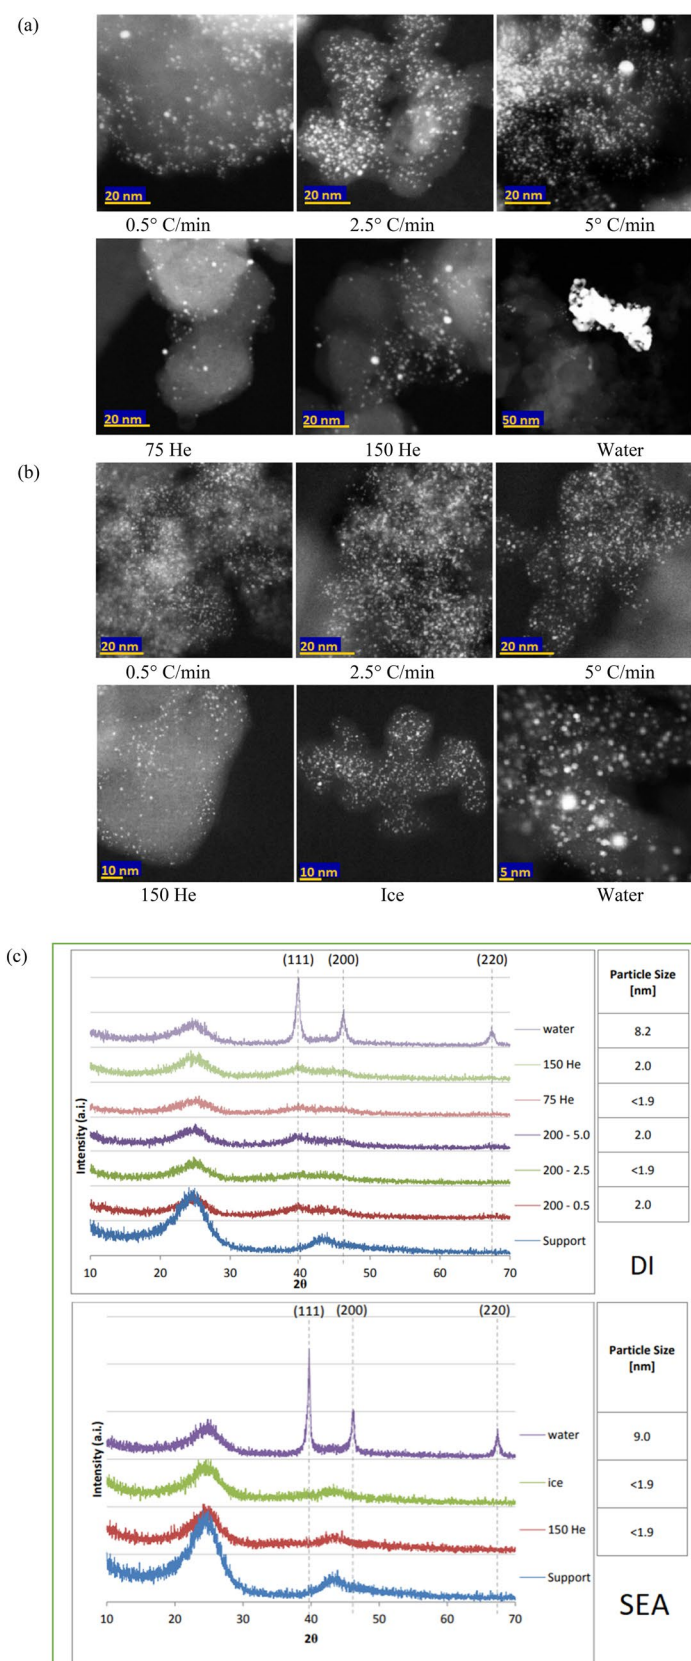 (a)
20 nm 20 nm 20 nm
0.5° C/min 2.5° C/min 5° C/min
20 nm 20 nm 50 nm
75 He 150 He Water
(b)
20 nm 20 nm 20 nm
0.5° C/min 2.5° C/min 5° C/min
10 nm 10 nm 5 nm
150 He Ice Water
(c)
(111) (200) (220)
Particle Size
[nm]
water 8.2
150 He 2.0
75 He <1.9
200 - 5.0 2.0
200 - 2.5 <1.9
200 - 0.5 2.0
Support
Intensity (a.i.)
10 20 30 40 50 60 70
2θ
DI
(111) (200) (220)
Particle Size
[nm]
water 9.0
ice <1.9
150 He <1.9
Support
Intensity (a.i.)
10 20 30 40 50 60 70
2θ
SEA